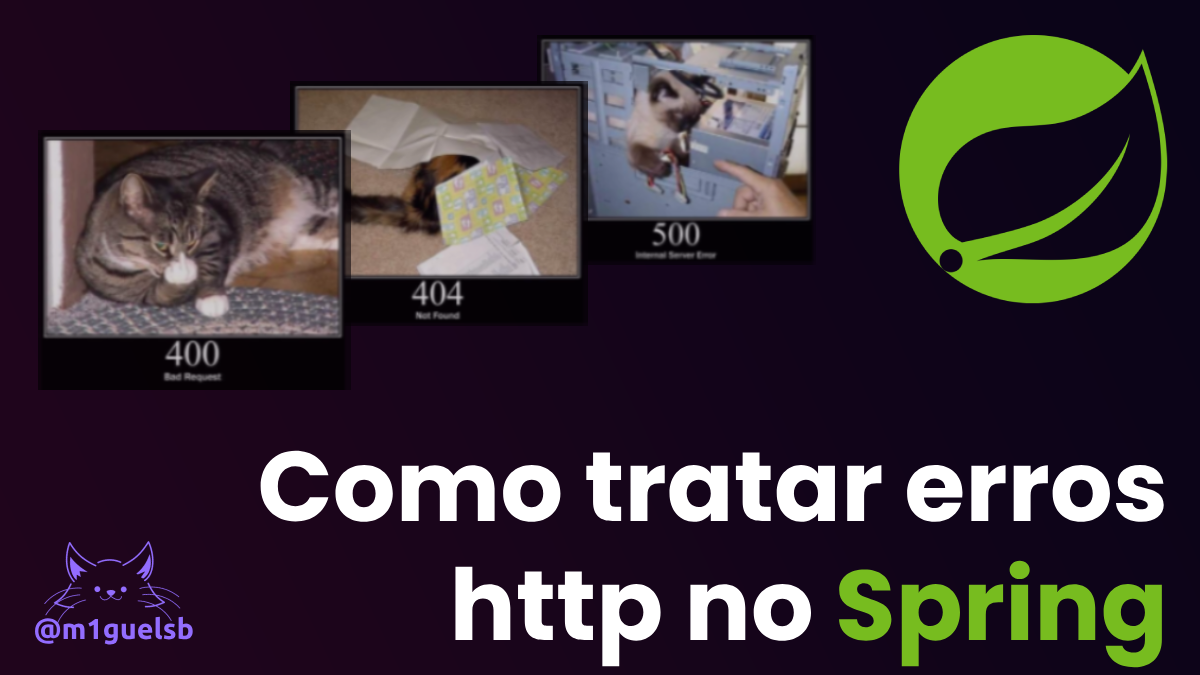 500
Internal Server Error
404
Not Found
400
Bad Request
Como tratar erros
http no Spring
@m1guelsb